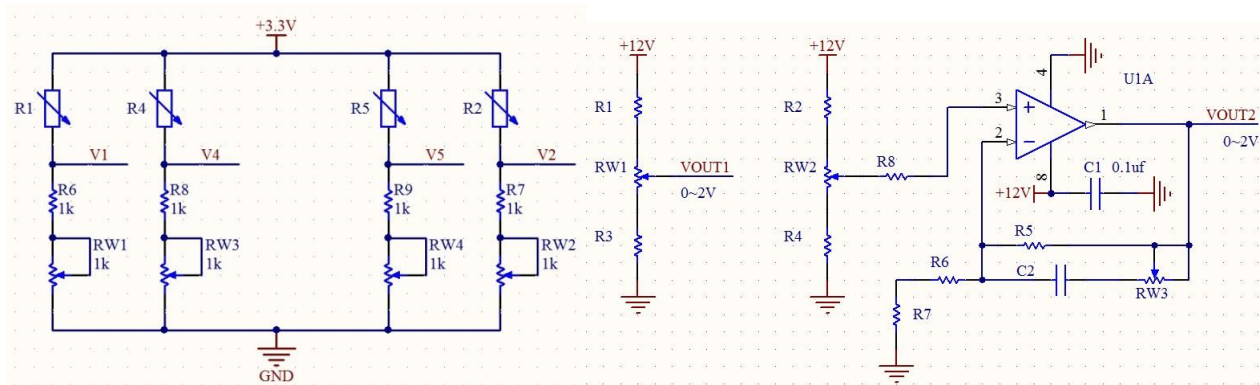 +3.3V
R1
R4
R5
R2
V1
V4
V5
V2
R6
1k
R8
1k
R9
1k
R7
1k
RW1
1k
RW3
1k
RW4
1k
RW2
1k
GND
+12V
R1
RW1
VOUT1
0~2V
R3
+12V
R2
RW2
R8
R4
4
U1A
3
2
1
VOUT2
0~2V
8
C1
0.1uf
+12V
R5
R6
C2
RW3
R7